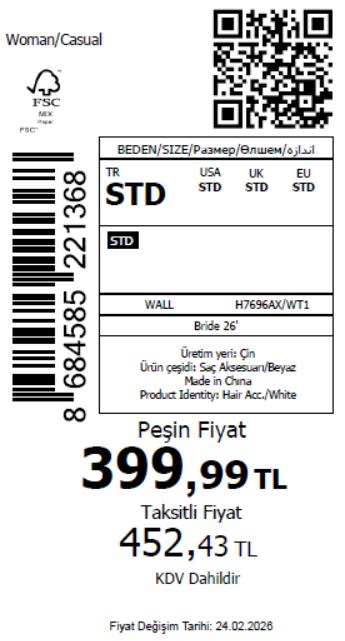 Woman/Casual
FSC
MIX
Paper
FSC™
BEDEN/SIZE/Размер/Өлшем/اندازه
TR
USA
UK
EU
STD
STD
STD
STD
STD
WALL H7696AX/WT1
Bride 26'
Üretim yeri: Çin
Ürün çeşidi: Saç Aksesuarı/Beyaz
Made in China
Product Identity: Hair Acc./White
8 684585 221368
Peşin Fiyat
399,99 TL
Taksitli Fiyat
452,43 TL
KDV Dahildir
Fiyat Değişim Tarihi: 24.02.2026